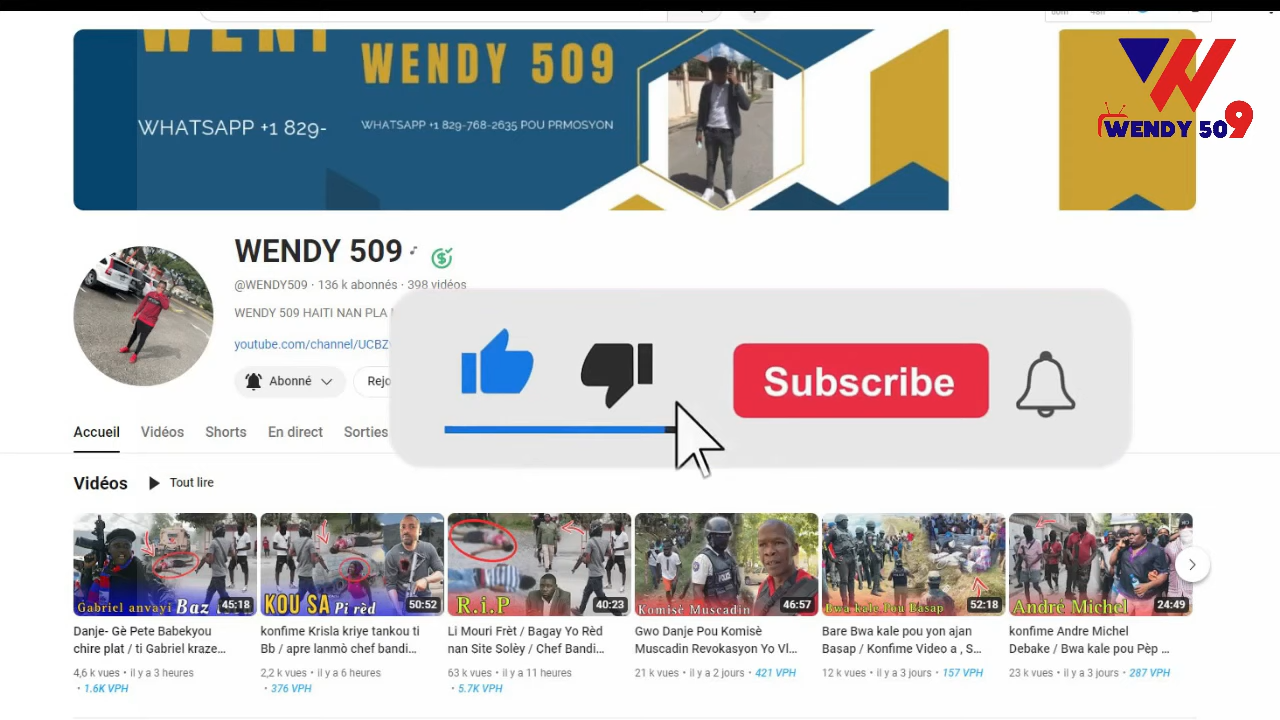 WENDY 509
WHATSAPP +1 829-
WHATSAPP +1 829-768-2635 POU PRMOSYON
WENDY 509
WENDY 509
@WENDY509 · 136 k abonnés · 398 vidéos
WENDY 509 HAITI NAN PLA
youtube.com/channel/UCBZ
Abonné
Rejo
Subscribe
Accueil
Vidéos
Shorts
En direct
Sorties
Vidéos
Tout lire
Gabriel anvayi Baz
45:18
KOU SA Pi rèd
50:52
R.i.P
40:23
Komisè Muscadin
46:57
Bwa kale pou Basap
52:18
Andre Michel
24:49
Danje- Gè Pete Babekyou
chire plat / ti Gabriel kraze...
4,6 k vues • il y a 3 heures
• 1.6K VPH
konfime Krisla kriye tankou ti
Bb / apre lanmò chef bandi...
2,2 k vues • il y a 6 heures
• 376 VPH
Li Mouri Frèt / Bagay Yo Rèd
nan Site Solèy / Chef Bandi...
63 k vues • il y a 11 heures
• 5.7K VPH
Gwo Danje Pou Komisè
Muscadin Revokasyon Yo Vl...
21 k vues • il y a 2 jours • 421 VPH
Bare Bwa kale pou yon ajan
Basap / Konfime Video a , S...
12 k vues • il y a 3 jours • 157 VPH
konfime Andre Michel
Debake / Bwa kale pou Pèp ...
23 k vues • il y a 3 jours • 287 VPH